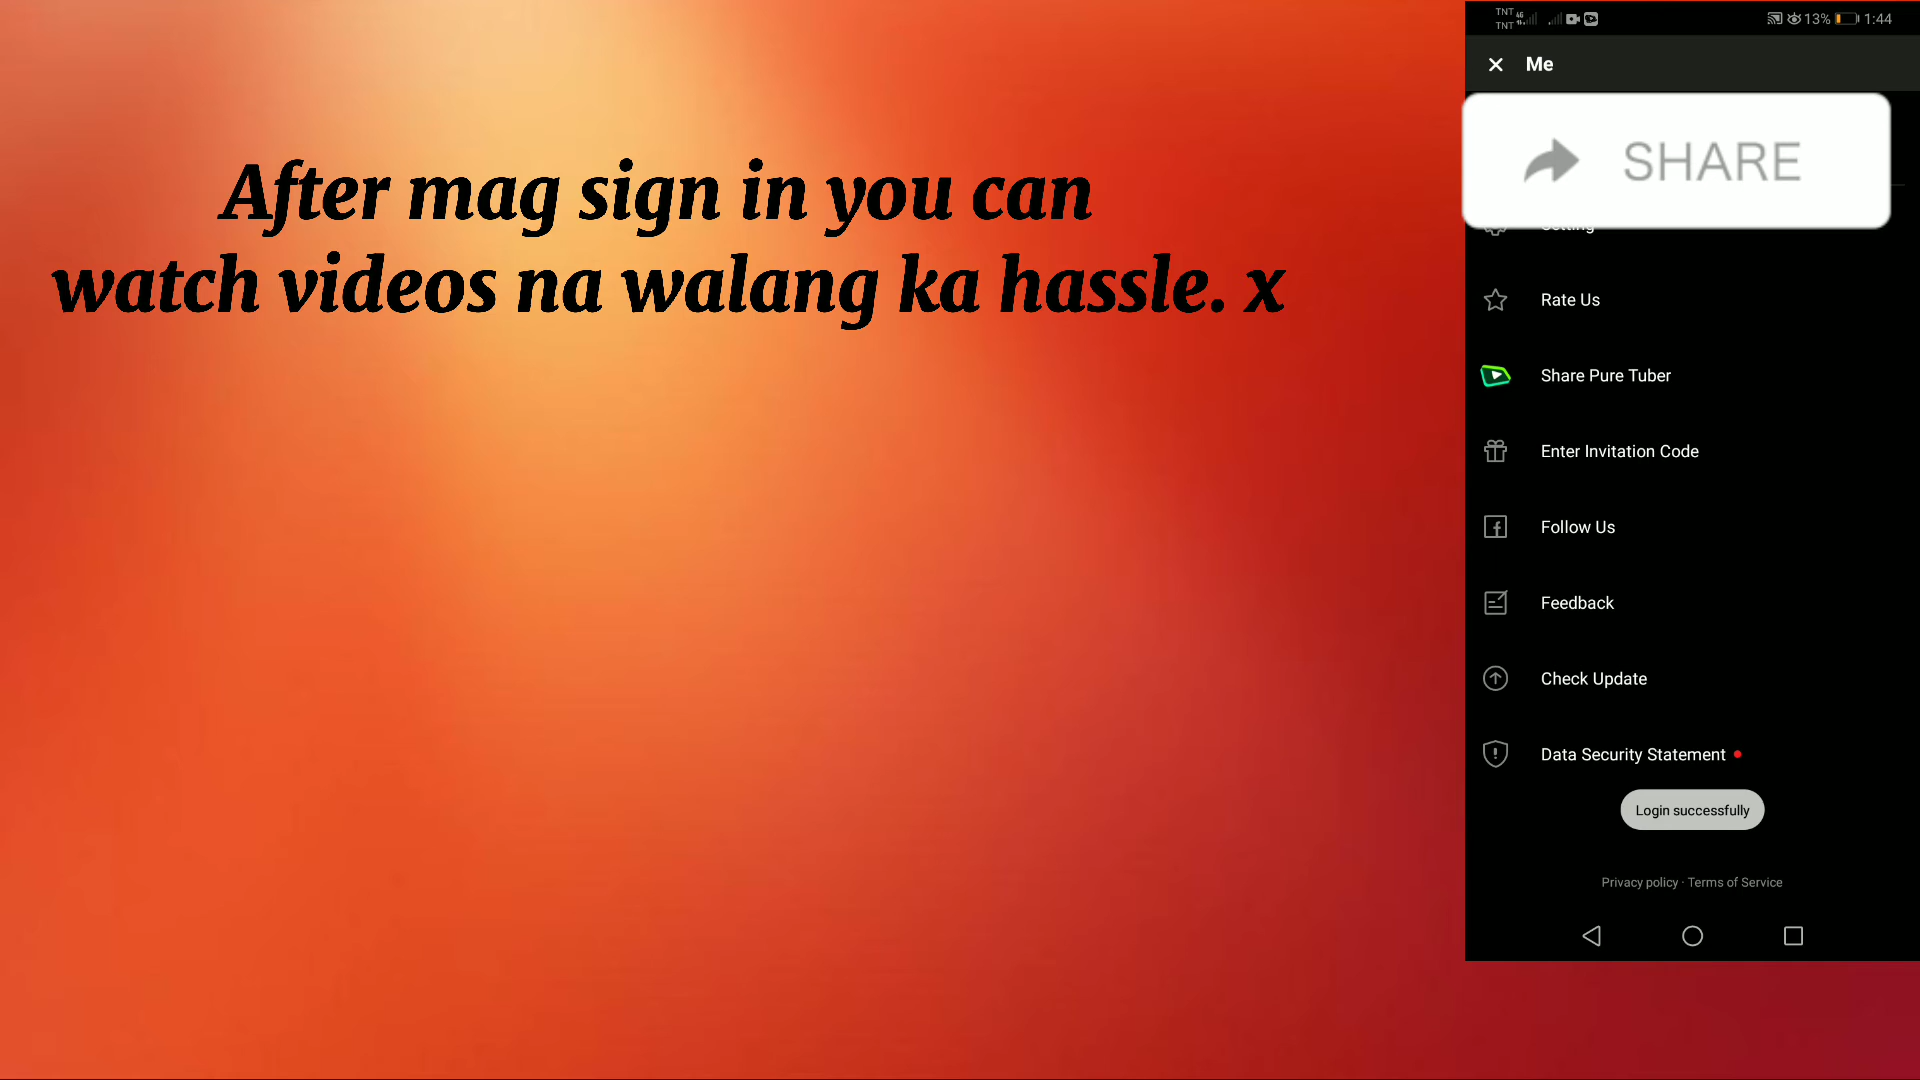 After mag sign in you can
watch videos na walang ka hassle. x
TNT 4G
TNT
13% 1:44
Me
SHARE
Setting
Rate Us
Share Pure Tuber
Enter Invitation Code
Follow Us
Feedback
Check Update
Data Security Statement
Login successfully
Privacy policy · Terms of Service